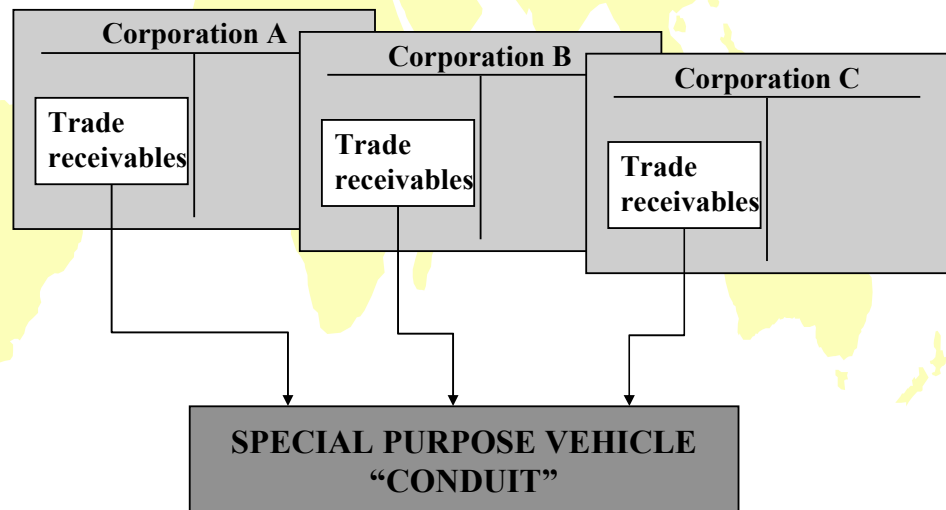 Corporation A
Trade
receivables
Corporation B
Trade
receivables
Corporation C
Trade
receivables
SPECIAL PURPOSE VEHICLE
“CONDUIT”